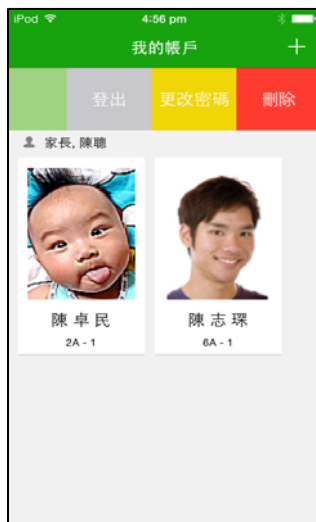 iPod 4:56 pm
我的帳戶 +
登出 更改密碼 刪除
家長, 陳聰
陳卓民 陳志琛
2A - 1 6A - 1